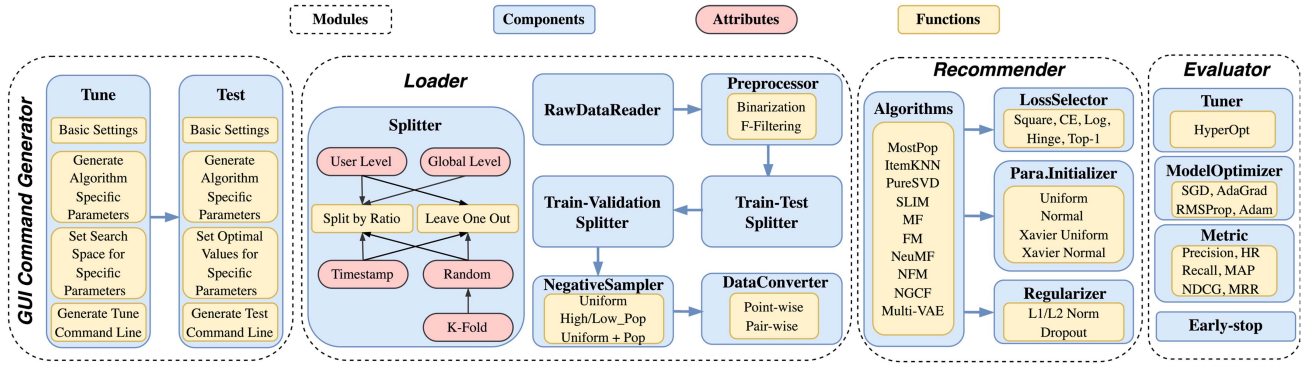 Modules
Components
Attributes
Functions
GUI Command Generator
Tune
Basic Settings
Generate
Algorithm
Specific
Parameters
Set Search
Space for
Specific
Parameters
Generate Tune
Command Line
Test
Basic Settings
Generate
Algorithm
Specific
Parameters
Set Optimal
Values for
Specific
Parameters
Generate Test
Command Line
Loader
Splitter
User Level
Global Level
Split by Ratio
Leave One Out
Timestamp
Random
K-Fold
RawDataReader
Preprocessor
Binarization
F-Filtering
Train-Validation
Splitter
Train-Test
Splitter
NegativeSampler
Uniform
High/Low_Pop
Uniform + Pop
DataConverter
Point-wise
Pair-wise
Recommender
Algorithms
MostPop
ItemKNN
PureSVD
SLIM
MF
FM
NeuMF
NFM
NGCF
Multi-VAE
LossSelector
Square, CE, Log,
Hinge, Top-1
Para.Initializer
Uniform
Normal
Xavier Uniform
Xavier Normal
Regularizer
L1/L2 Norm
Dropout
Evaluator
Tuner
HyperOpt
ModelOptimizer
SGD, AdaGrad
RMSProp, Adam
Metric
Precision, HR
Recall, MAP
NDCG, MRR
Early-stop